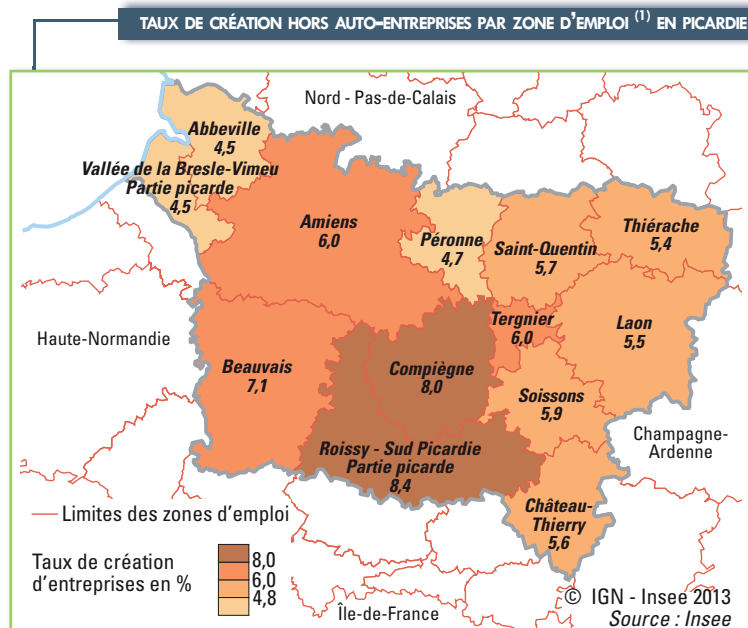 TAUX DE CRÉATION HORS AUTO-ENTREPRISES PAR ZONE D'EMPLOI (1) EN PICARDIE
Nord - Pas-de-Calais
Abbeville
4,5
Vallée de la Bresle-Vimeu
Partie picarde
4,5
Amiens
6,0
Péronne
4,7
Saint-Quentin
5,7
Thiérache
5,4
Haute-Normandie
Beauvais
7,1
Compiègne
8,0
Tergnier
6,0
Laon
5,5
Soissons
5,9
Roissy - Sud Picardie
Partie picarde
8,4
Champagne-
Ardenne
Château-
Thierry
5,6
Limites des zones d'emploi
Taux de création
d'entreprises en %
8,0
6,0
4,8
Île-de-France
© IGN - Insee 2013
Source : Insee